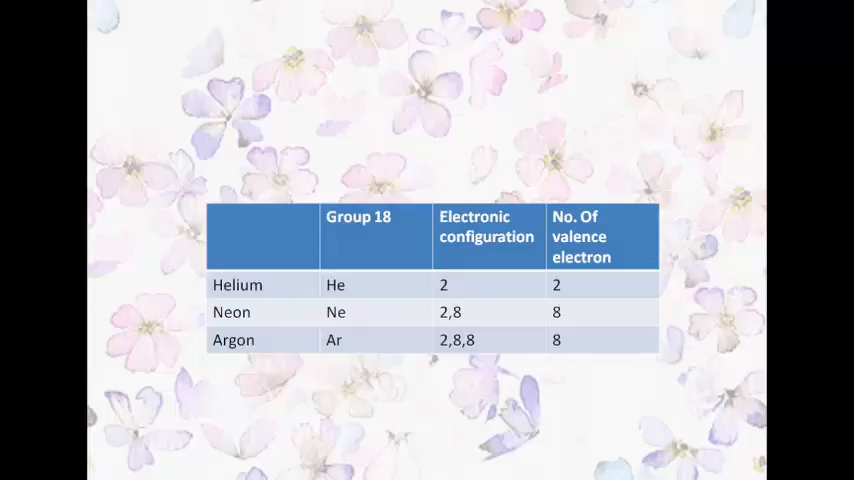 Group 18 Electronic configuration No. Of valence electron
Helium He 2 2
Neon Ne 2,8 8
Argon Ar 2,8,8 8